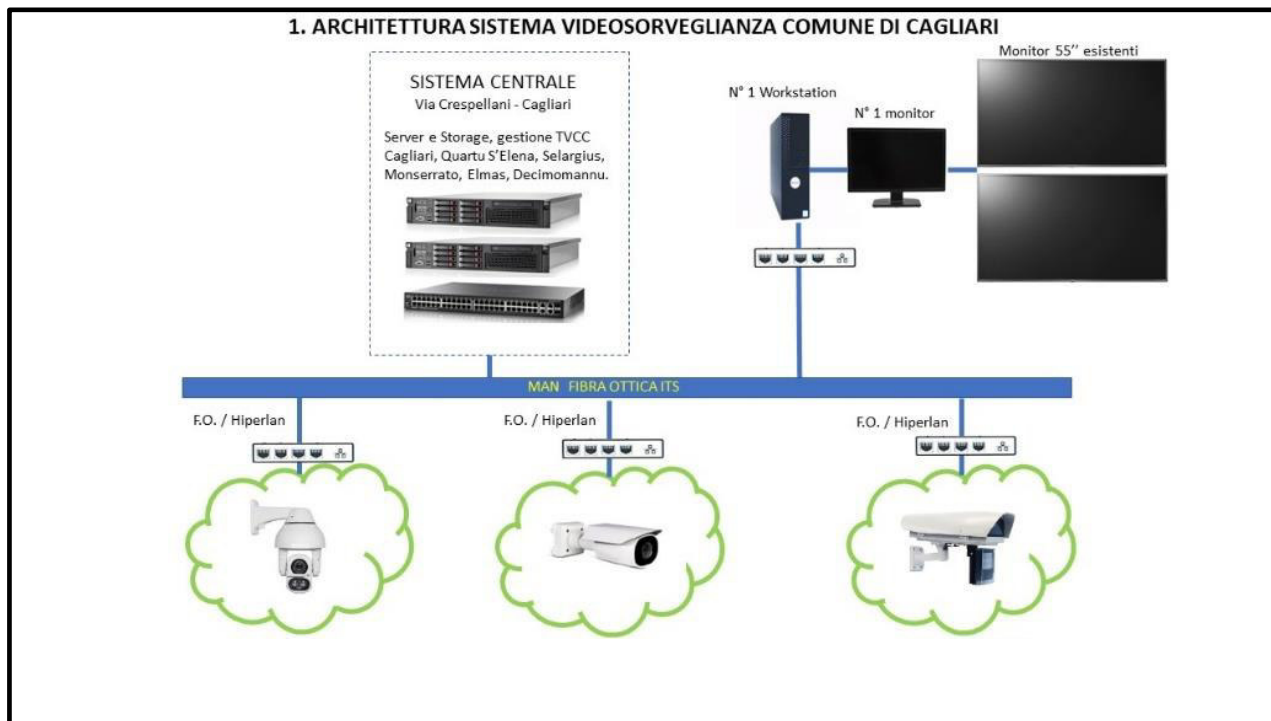 1. ARCHITETTURA SISTEMA VIDEOSORVEGLIANZA COMUNE DI CAGLIARI
SISTEMA CENTRALE
Via Crespellani - Cagliari
Server e Storage, gestione TVCC
Cagliari, Quartu S’Elena, Selargius,
Monserrato, Elmas, Decimomannu.
N° 1 Workstation
N° 1 monitor
Monitor 55’’ esistenti
MAN FIBRA OTTICA ITS
F.O. / Hiperlan
F.O. / Hiperlan
F.O. / Hiperlan